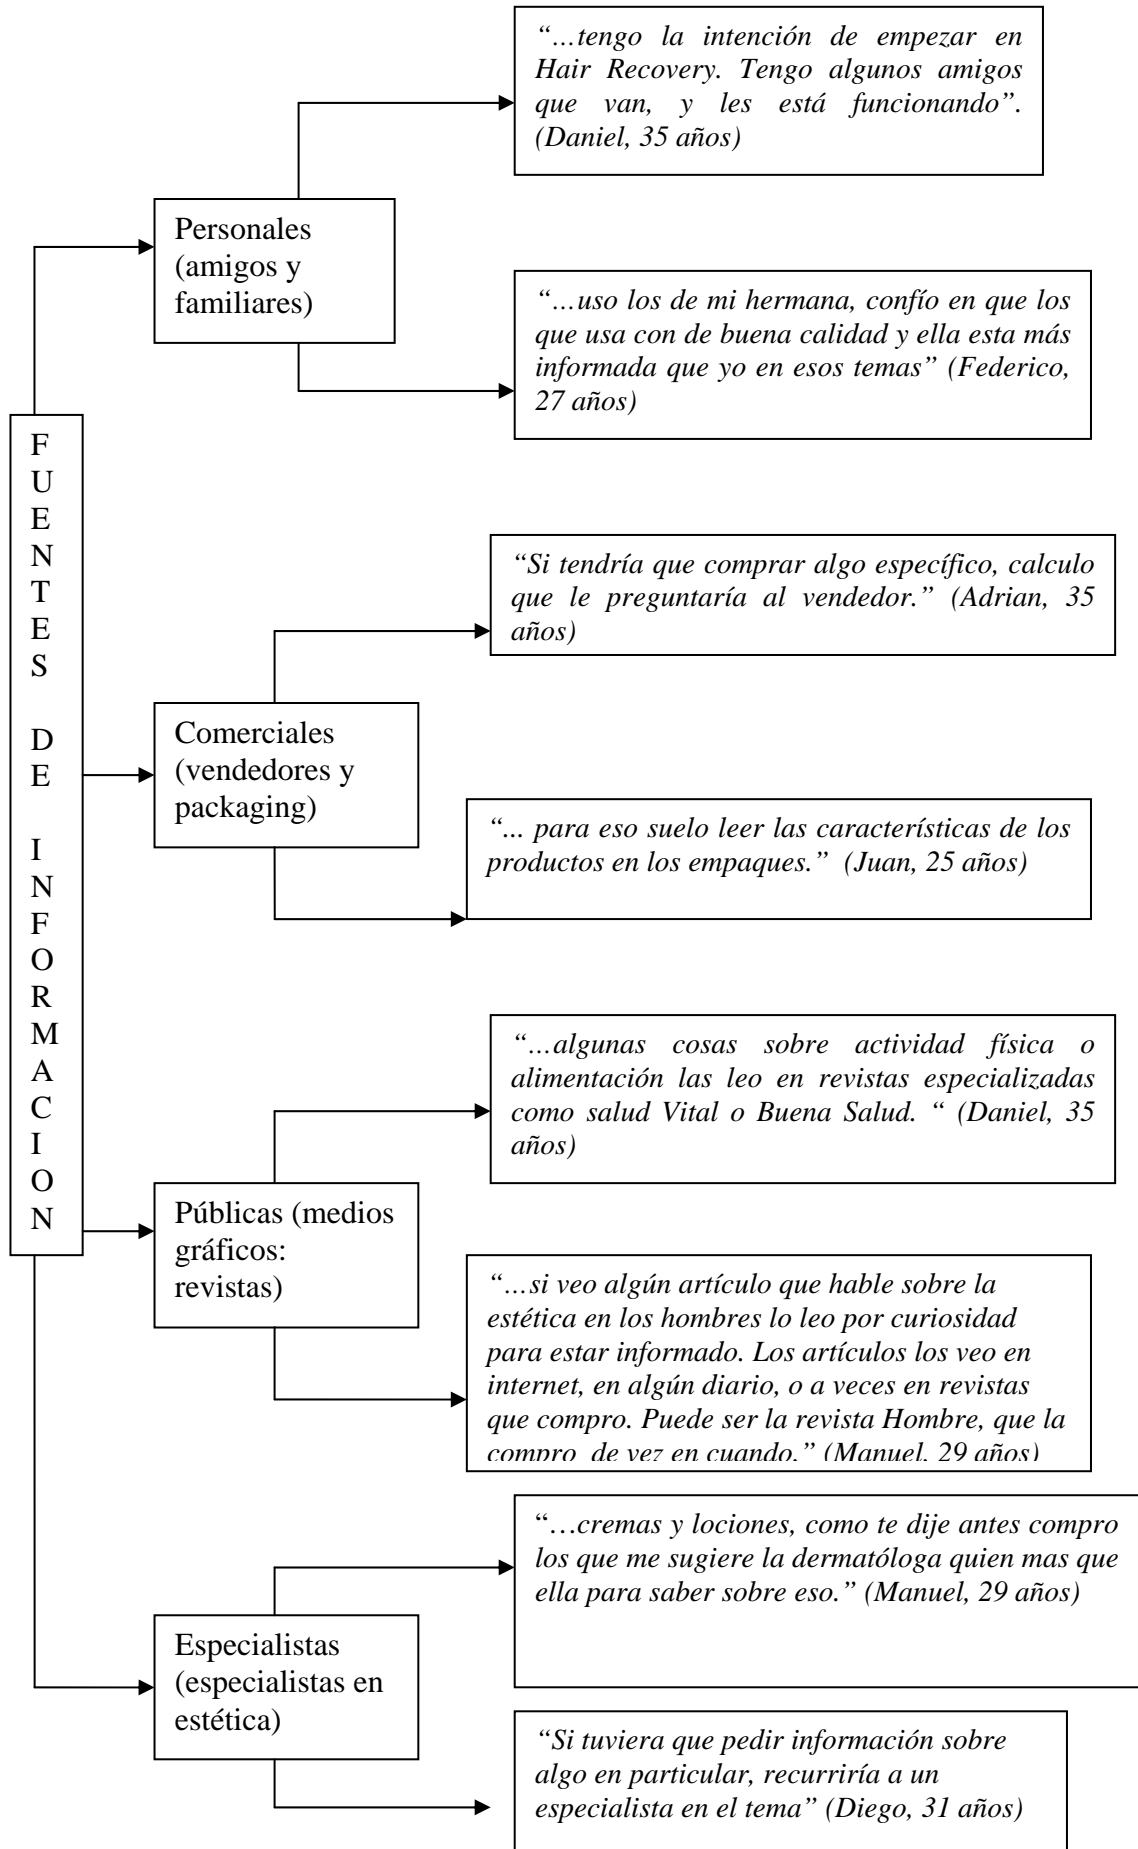 “…tengo la intención de empezar en
Hair Recovery. Tengo algunos amigos
que van, y les está funcionando”.
(Daniel, 35 años)
Personales
(amigos y
familiares)
“…uso los de mi hermana, confío en que los
que usa con de buena calidad y ella esta más
informada que yo en esos temas” (Federico,
27 años)
FUENTES DE INFORMACION
“Si tendría que comprar algo específico, calculo
que le preguntaría al vendedor.” (Adrian, 35
años)
Comerciales
(vendedores y
packaging)
“... para eso suelo leer las características de los
productos en los empaques.” (Juan, 25 años)
“…algunas cosas sobre actividad física o
alimentación las leo en revistas especializadas
como salud Vital o Buena Salud. “ (Daniel, 35
años)
Públicas (medios
gráficos:
revistas)
“…si veo algún artículo que hable sobre la
estética en los hombres lo leo por curiosidad
para estar informado. Los artículos los veo en
internet, en algún diario, o a veces en revistas
que compro. Puede ser la revista Hombre, que la
compro de vez en cuando.” (Manuel, 29 años)
“…cremas y lociones, como te dije antes compro
los que me sugiere la dermatóloga quien mas que
ella para saber sobre eso.” (Manuel, 29 años)
Especialistas
(especialistas en
estética)
“Si tuviera que pedir información sobre
algo en particular, recurriría a un
especialista en el tema” (Diego, 31 años)